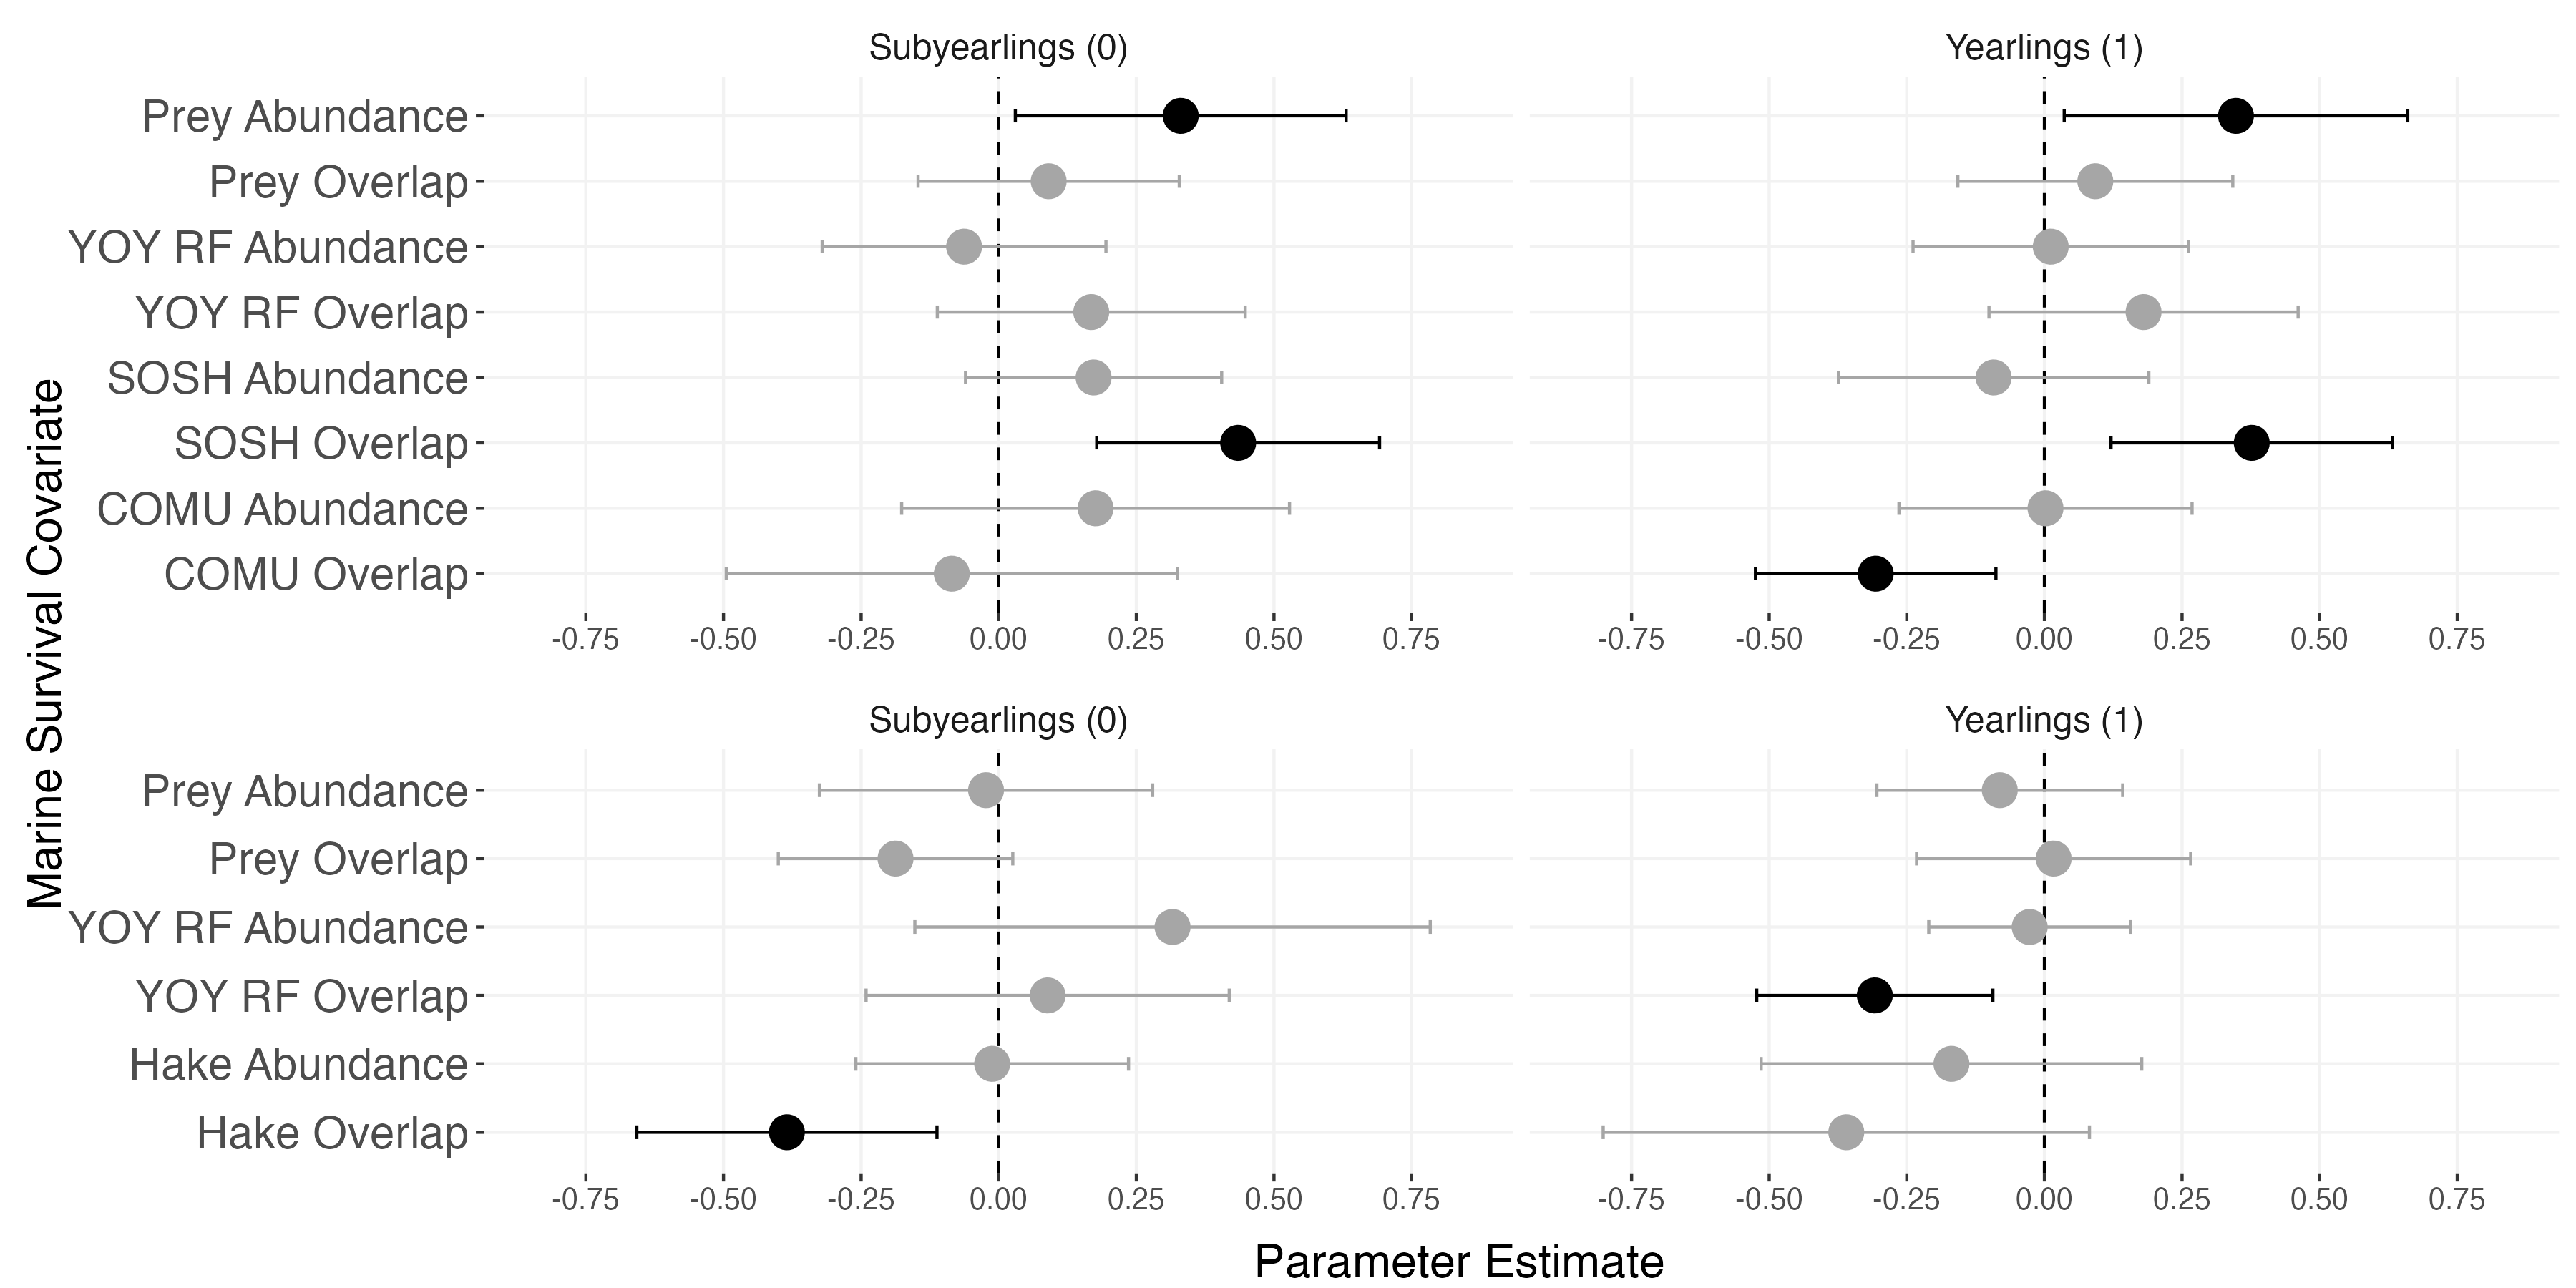 Subyearlings (0)
Yearlings (1)
Prey Abundance
Prey Overlap
YOY RF Abundance
YOY RF Overlap
SOSH Abundance
SOSH Overlap
COMU Abundance
COMU Overlap
-0.75 -0.50 -0.25 0.00 0.25 0.50 0.75
-0.75 -0.50 -0.25 0.00 0.25 0.50 0.75
Marine Survival Covariate
Subyearlings (0)
Yearlings (1)
Prey Abundance
Prey Overlap
YOY RF Abundance
YOY RF Overlap
Hake Abundance
Hake Overlap
-0.75 -0.50 -0.25 0.00 0.25 0.50 0.75
-0.75 -0.50 -0.25 0.00 0.25 0.50 0.75
Parameter Estimate